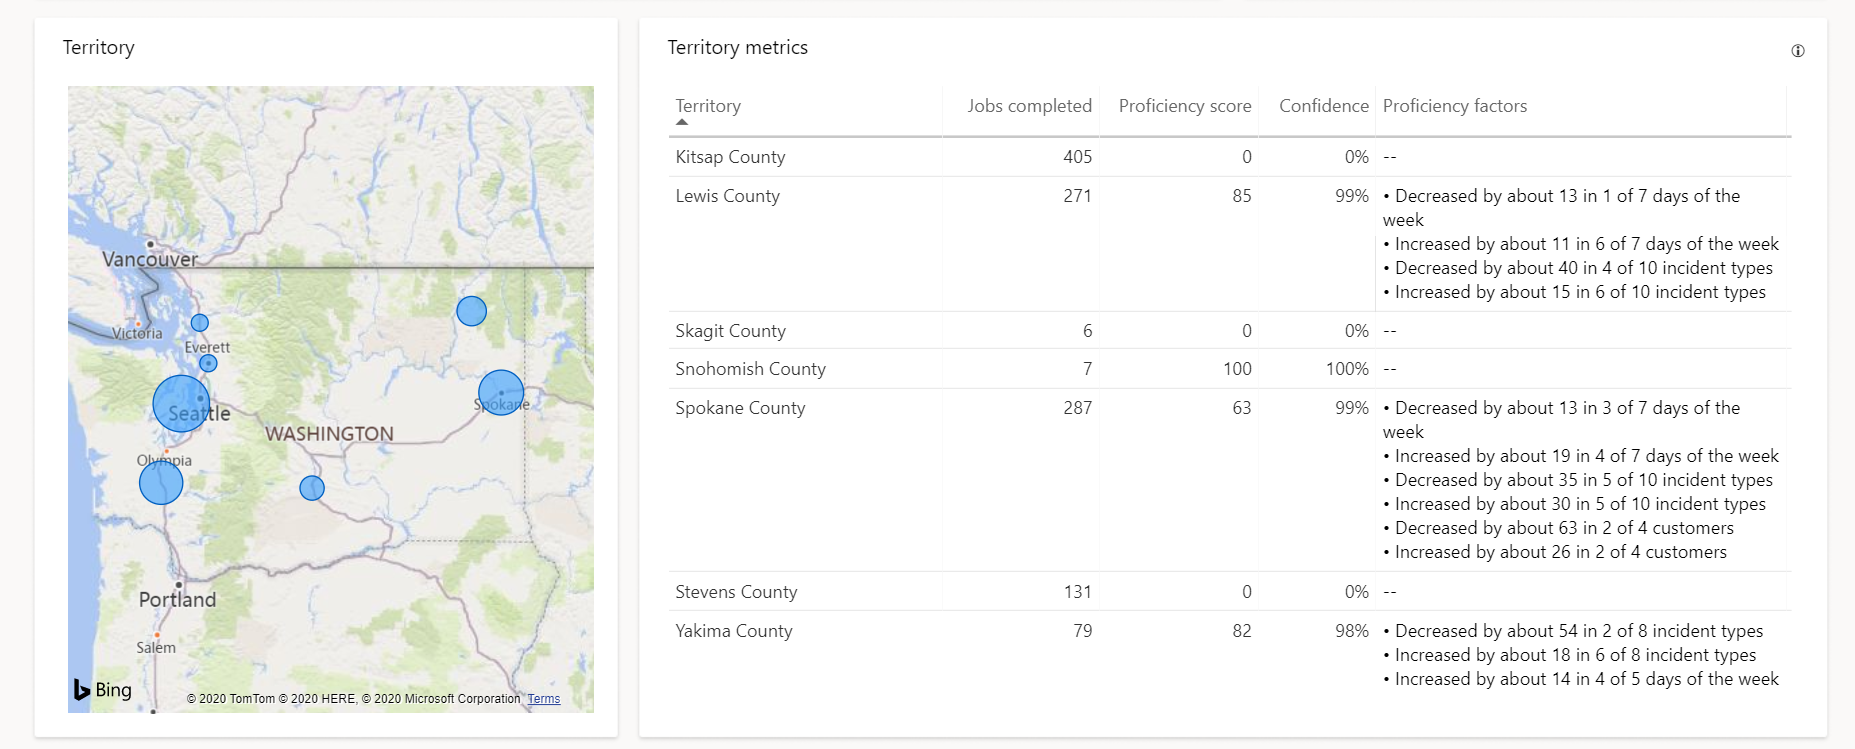 Territory
Vancouver
Victoria
Everett
Seattle
Spokane
WASHINGTON
Olympia
Portland
Salem
Bing
© 2020 TomTom © 2020 HERE, © 2020 Microsoft Corporation Terms
Territory metrics
Territory Jobs completed Proficiency score Confidence Proficiency factors
Kitsap County 405 0 0% --
Lewis County 271 85 99% • Decreased by about 13 in 1 of 7 days of the
week
• Increased by about 11 in 6 of 7 days of the week
• Decreased by about 40 in 4 of 10 incident types
• Increased by about 15 in 6 of 10 incident types
Skagit County 6 0 0% --
Snohomish County 7 100 100% --
Spokane County 287 63 99% • Decreased by about 13 in 3 of 7 days of the
week
• Increased by about 19 in 4 of 7 days of the week
• Decreased by about 35 in 5 of 10 incident types
• Increased by about 30 in 5 of 10 incident types
• Decreased by about 63 in 2 of 4 customers
• Increased by about 26 in 2 of 4 customers
Stevens County 131 0 0% --
Yakima County 79 82 98% • Decreased by about 54 in 2 of 8 incident types
• Increased by about 18 in 6 of 8 incident types
• Increased by about 14 in 4 of 5 days of the week